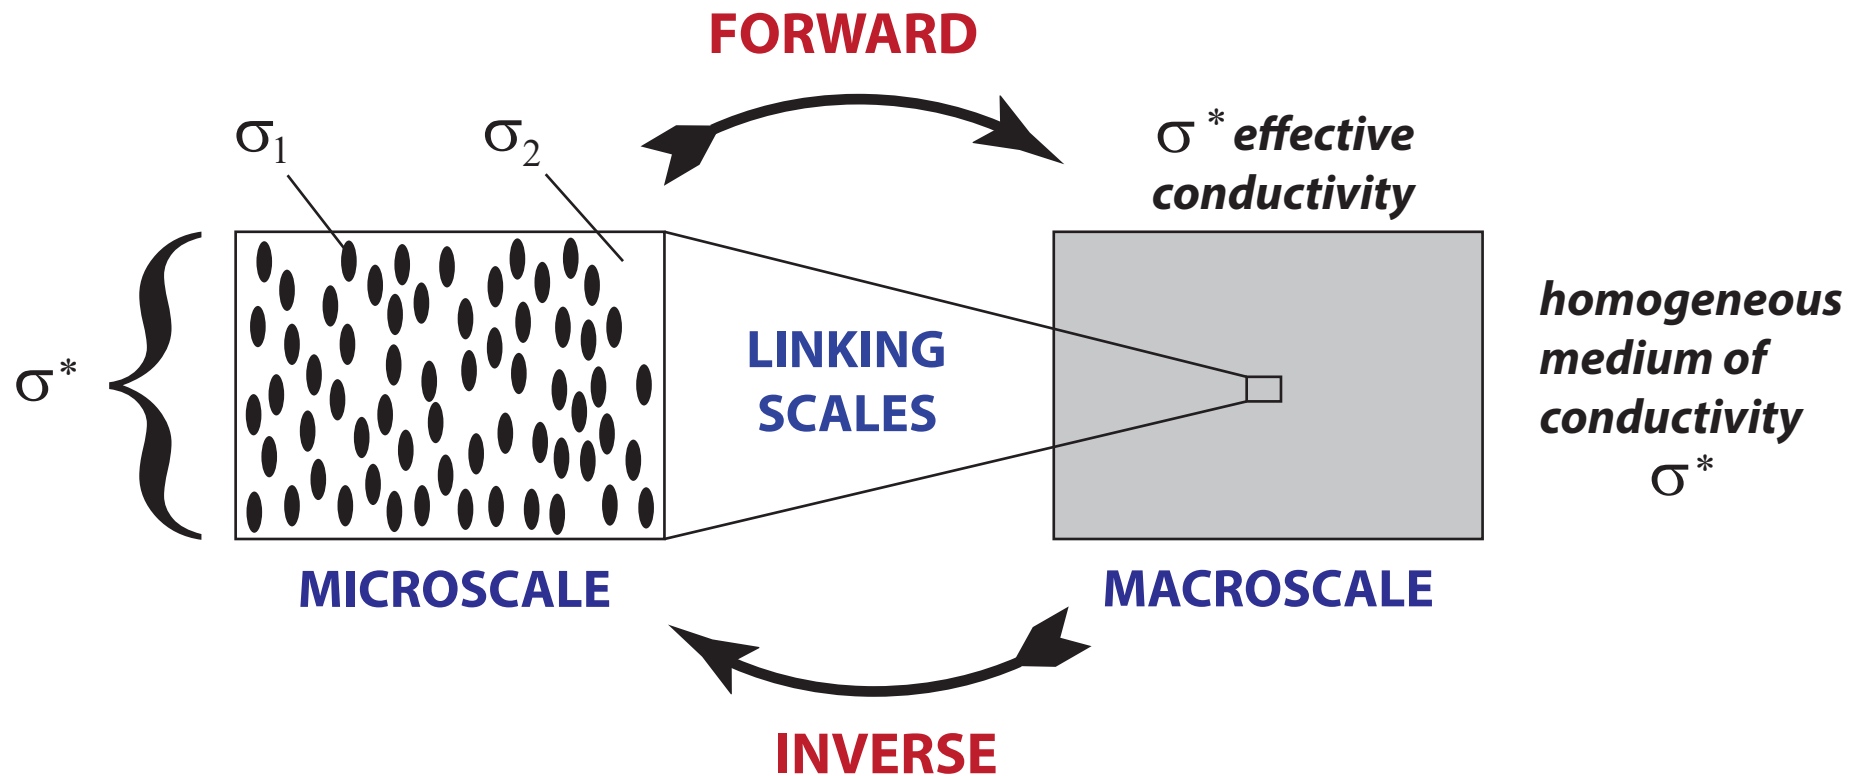 FORWARD
σ1
σ2
σ* effective
conductivity
σ*
LINKING
SCALES
homogeneous
medium of
conductivity
σ*
MICROSCALE
MACROSCALE
INVERSE